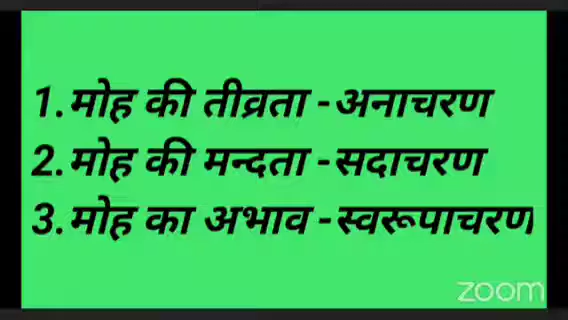 1.मोह की तीव्रता -अनाचरण
2.मोह की मन्दता -सदाचरण
3.मोह का अभाव -स्वरूपाचरण
zoom